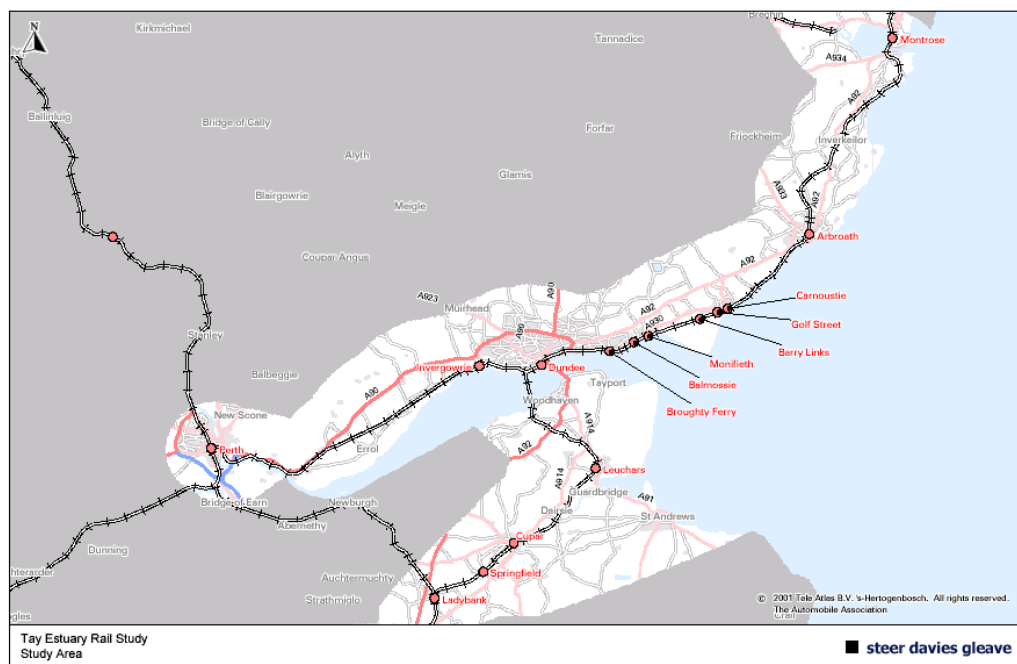 N
Kirkmichael
Brechin
Montrose
Tannadice
A934
A92
Ballinluig
Bridge of Cally
Forfar
Friockheim
Inverkeilor
Alyth
Glamis
Blairgowrie
Meigle
A933
A92
Arbroath
Coupar Angus
A92
A923
A90
Muirhead
A92
Carnoustie
Stanley
A90
A930
Golf Street
Barry Links
Balbeggie
Invergowrie
Dundee
Monifieth
Tayport
Balmossie
A90
Woodhaven
Broughty Ferry
New Scone
A914
Perth
Errol
A92
Leuchars
A914
Guardbridge
A91
Bridge of Earn
Newburgh
Dairsie
St Andrews
Abernethy
Cupar
Dunning
Springfield
Auchtermuchty
Strathmiglo
Ladybank
© 2001 Tele Atlas B.V. 's-Hertogenbosch. All rights reserved.
The Automobile Association
Crail
Tay Estuary Rail Study
Study Area
steer davies gleave